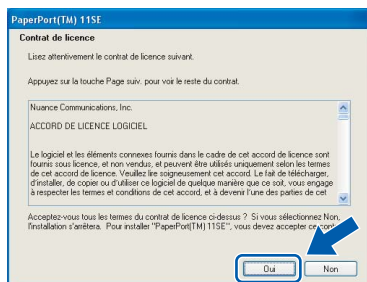 PaperPort(TM) 11SE
Contrat de licence
Lisez attentivement le contrat de licence suivant.
Appuyez sur la touche Page suiv. pour voir le reste du contrat.
Nuance Communications, Inc.
ACCORD DE LICENCE LOGICIEL
Le logiciel et les éléments connexes fournis dans le cadre de cet accord de licence sont
fournis sous licence, et non vendus, et peuvent être utilisés uniquement selon les termes
de cet accord de licence. Veuillez lire soigneusement cet accord. Le fait de télécharger,
d'installer, de copier ou d'utiliser ce logiciel de quelque manière que ce soit, vous engage
à respecter les termes et conditions de cet accord, et à devenir l'une des parties de cet
Acceptez-vous tous les termes du contrat de licence ci-dessus ? Si vous sélectionnez Non,
l'installation s'arrêtera. Pour installer "PaperPort(TM) 11SE", vous devez accepter ce
Oui
Non